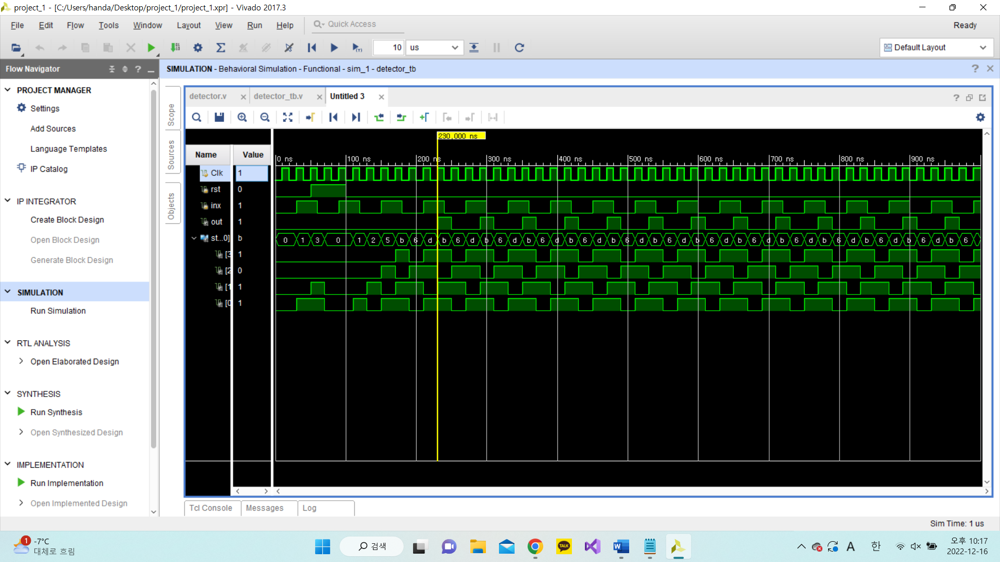 project_1 - [C:/Users/handa/Desktop/project_1/project_1.xpr] - Vivado 2017.3
File Edit Flow Tools Window Layout View Run Help Quick Access Ready
10 us Default Layout
Flow Navigator
SIMULATION - Behavioral Simulation - Functional - sim_1 - detector_tb
PROJECT MANAGER
Settings
Add Sources
Language Templates
IP Catalog
IP INTEGRATOR
Create Block Design
Open Block Design
Generate Block Design
SIMULATION
Run Simulation
RTL ANALYSIS
Open Elaborated Design
SYNTHESIS
Run Synthesis
Open Synthesized Design
IMPLEMENTATION
Run Implementation
Open Implemented Design
Scope
Sources
Objects
detector.v detector_tb.v Untitled 3
230,000 ns
Name Value
0 ns 100 ns 200 ns 300 ns 400 ns 500 ns 600 ns 700 ns 800 ns 900 ns
Clk 1
rst 0
inx 1
out 1
st...0] b 0 1 3 0 1 2 5 b 6 d b 6 d b 6 d b 6 d b 6 d b 6 d b 6 d b 6 d b 6 d b 6 d b 6 d b 6 d b 6 d b 6
[3 1
[2 0
[1 1
[0 1
Tcl Console Messages Log
Sim Time: 1 us
1 -7°C
대체로 흐림
검색
TALK
A 한
오후 10:17
2022-12-16